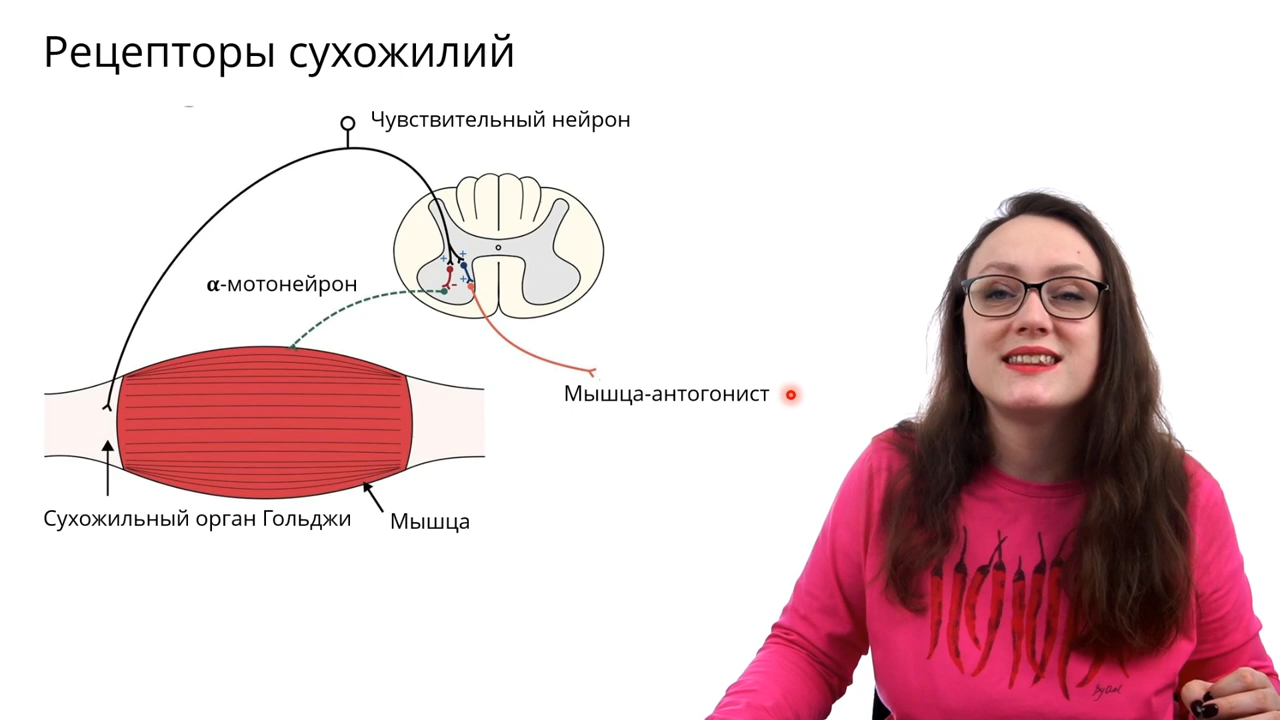 Рецепторы сухожилий
Чувствительный нейрон
α-мотонейрон
Мышца-антогонист
Сухожильный орган Гольджи
Мышца